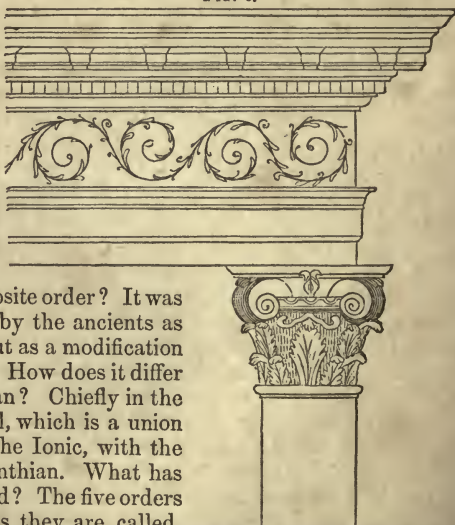 osite order? It was
by the ancients as
ut as a modification
How does it differ
an? Chiefly in the
l, which is a union
he Ionic, with the
nthian. What has
d? The five orders
s they are called,